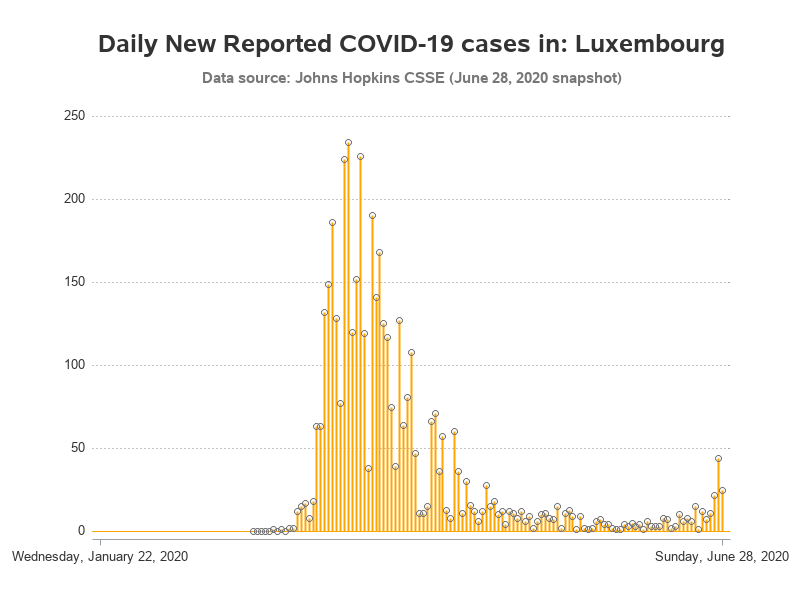 Daily New Reported COVID-19 cases in: Luxembourg
Data source: Johns Hopkins CSSE (June 28, 2020 snapshot)
250
200
150
100
50
0
Wednesday, January 22, 2020
Sunday, June 28, 2020